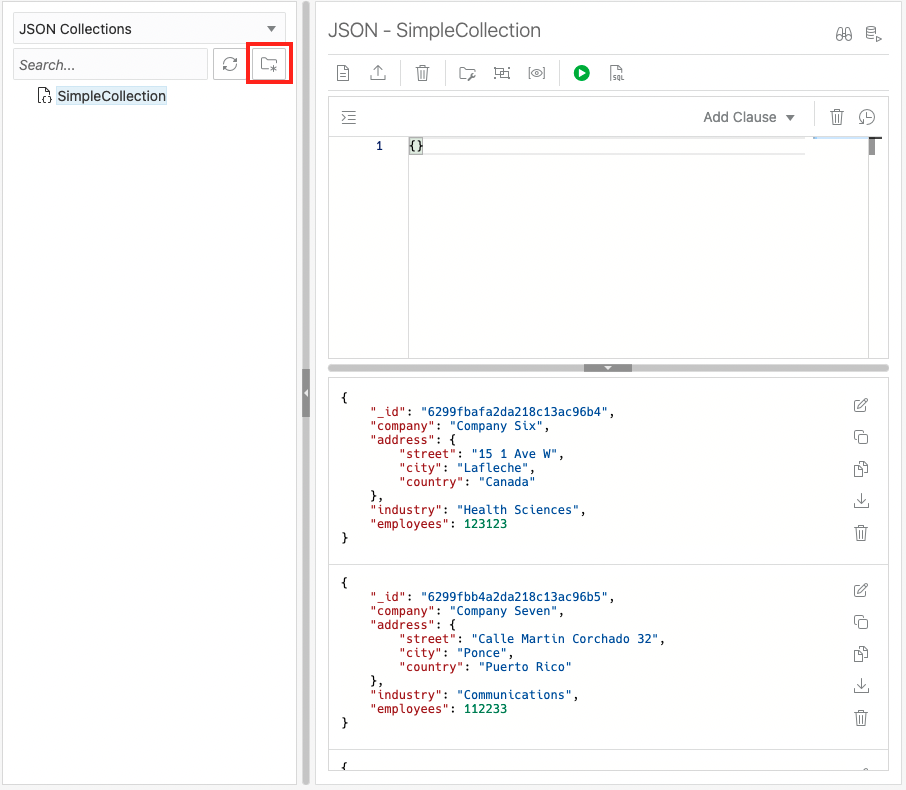 JSON Collections
Search...
SimpleCollection
JSON - SimpleCollection
SQL
Add Clause
1 {}
{
"_id": "6299fbafa2da218c13ac96b4",
"company": "Company Six",
"address": {
"street": "15 1 Ave W",
"city": "Lafleche",
"country": "Canada"
},
"industry": "Health Sciences",
"employees": 123123
}
{
"_id": "6299fbb4a2da218c13ac96b5",
"company": "Company Seven",
"address": {
"street": "Calle Martin Corchado 32",
"city": "Ponce",
"country": "Puerto Rico"
},
"industry": "Communications",
"employees": 112233
}
{